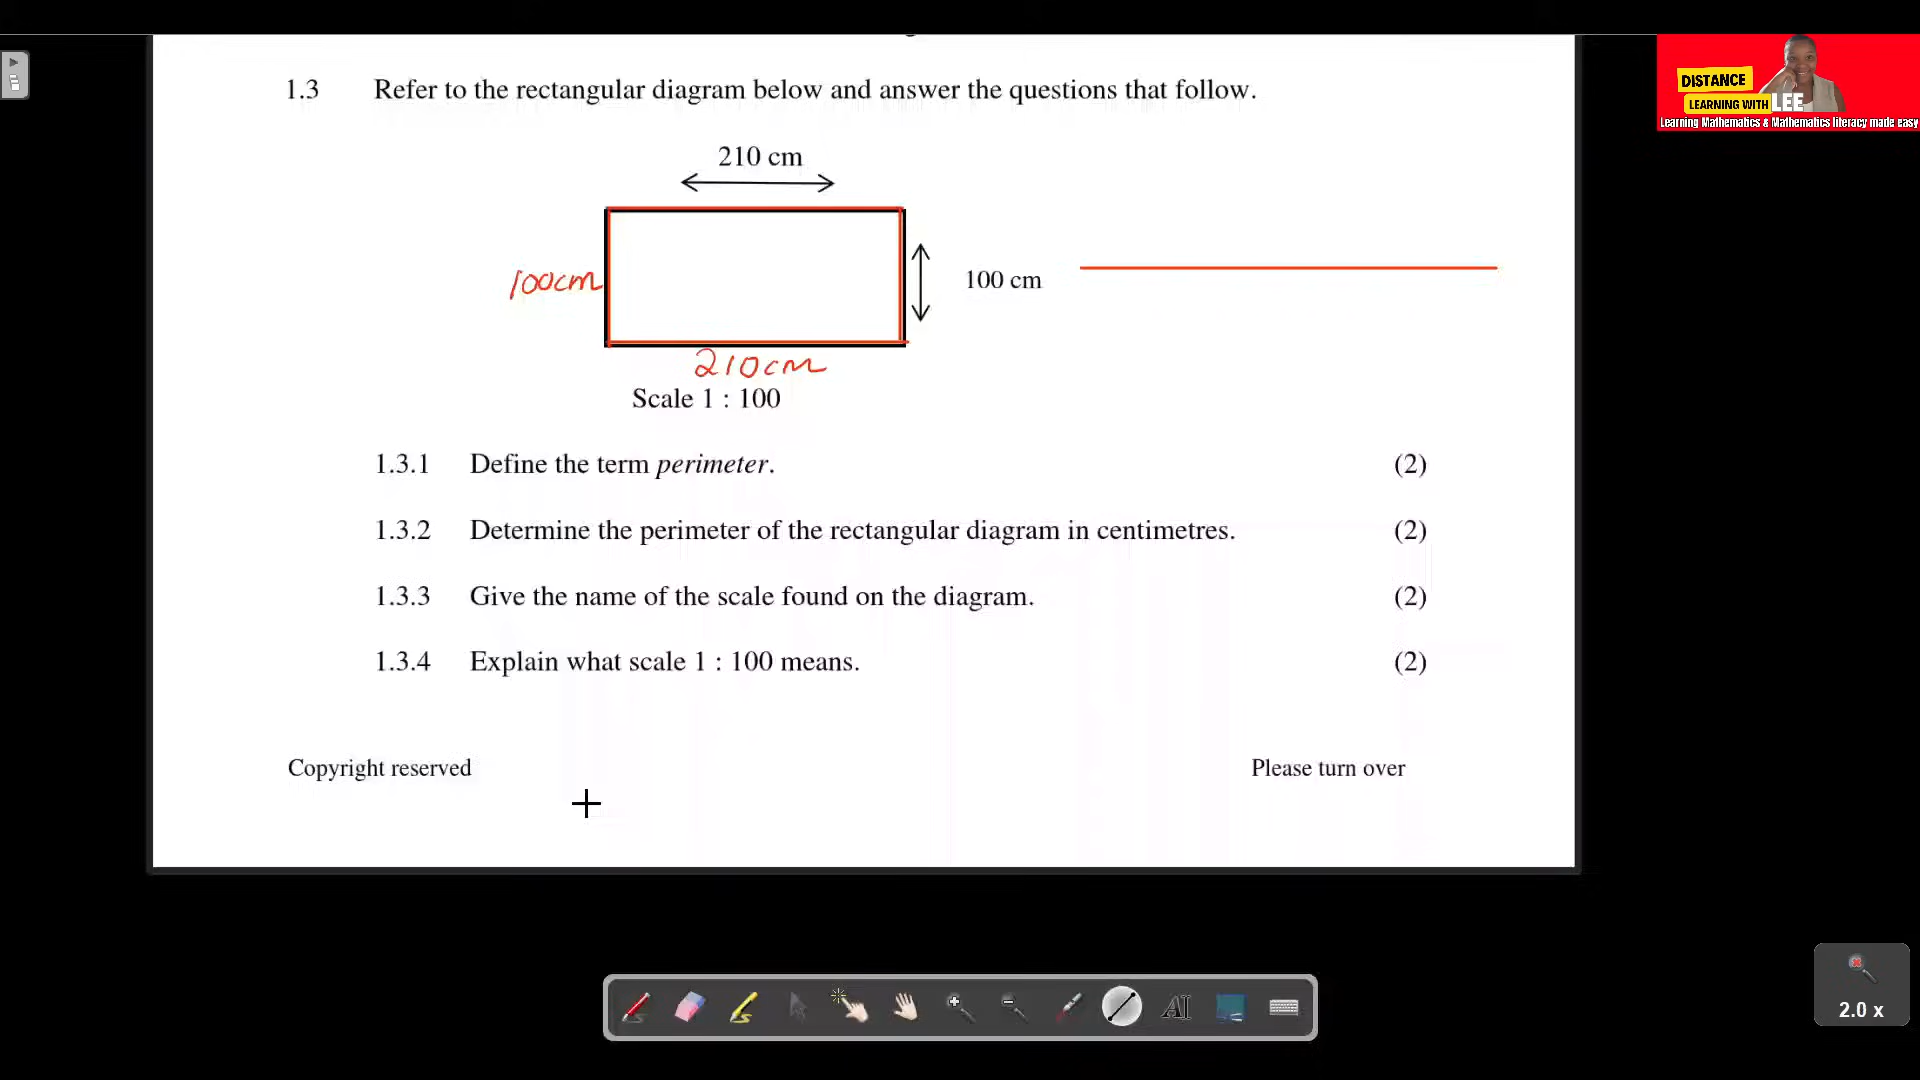 1.3 Refer to the rectangular diagram below and answer the questions that follow.
DISTANCE
LEARNING WITH LEE
Learning Mathematics & Mathematics literacy made easy
210 cm
100cm
100 cm
210cm
Scale 1 : 100
1.3.1 Define the term perimeter. (2)
1.3.2 Determine the perimeter of the rectangular diagram in centimetres. (2)
1.3.3 Give the name of the scale found on the diagram. (2)
1.3.4 Explain what scale 1 : 100 means. (2)
Copyright reserved Please turn over
AI
2.0 x